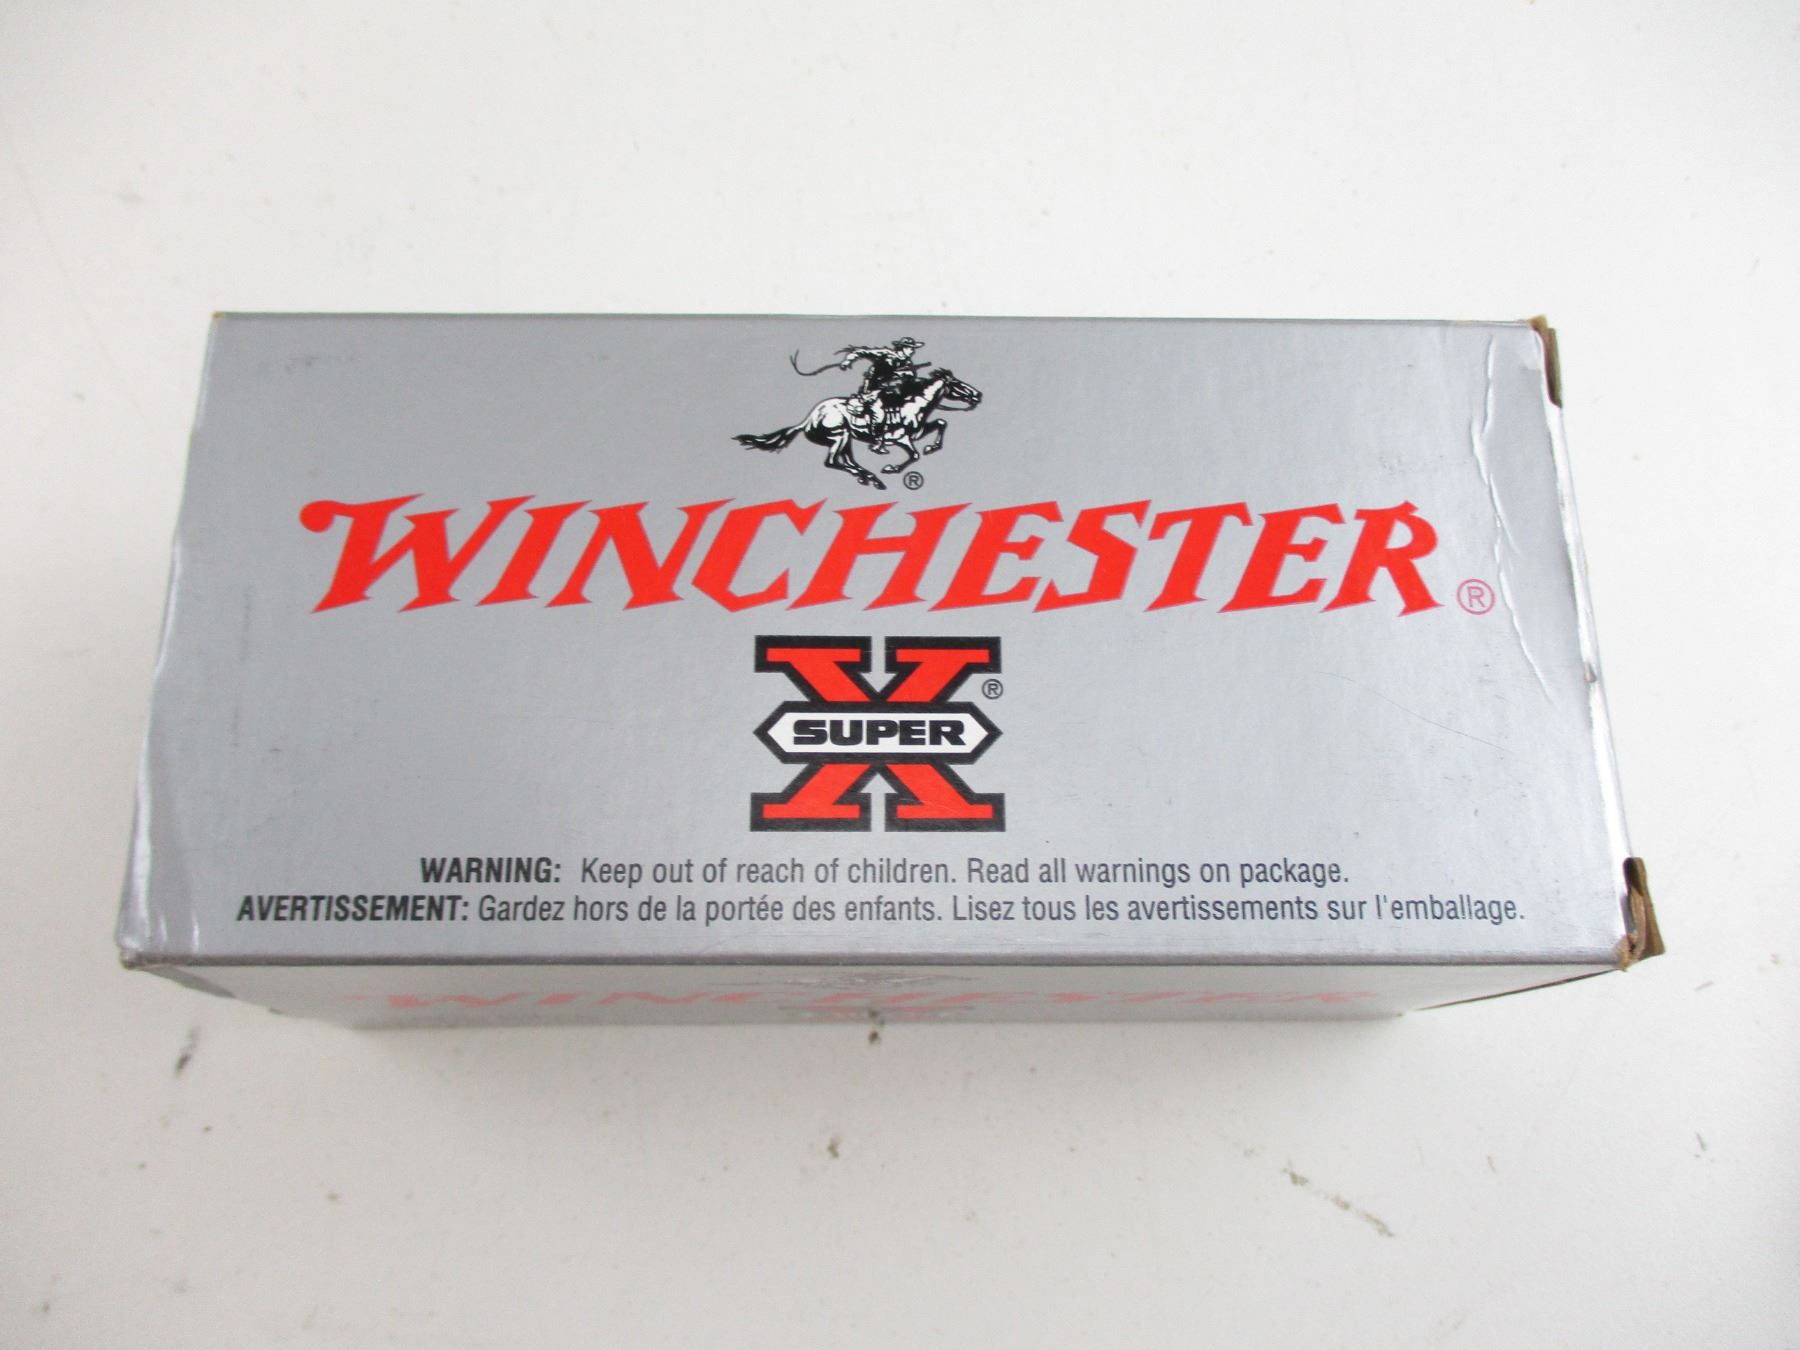 ®
WINCHESTER®
X®
SUPER
WARNING: Keep out of reach of children. Read all warnings on package.
AVERTISSEMENT: Gardez hors de la portée des enfants. Lisez tous les avertissements sur l'emballage.
WINCHESTER